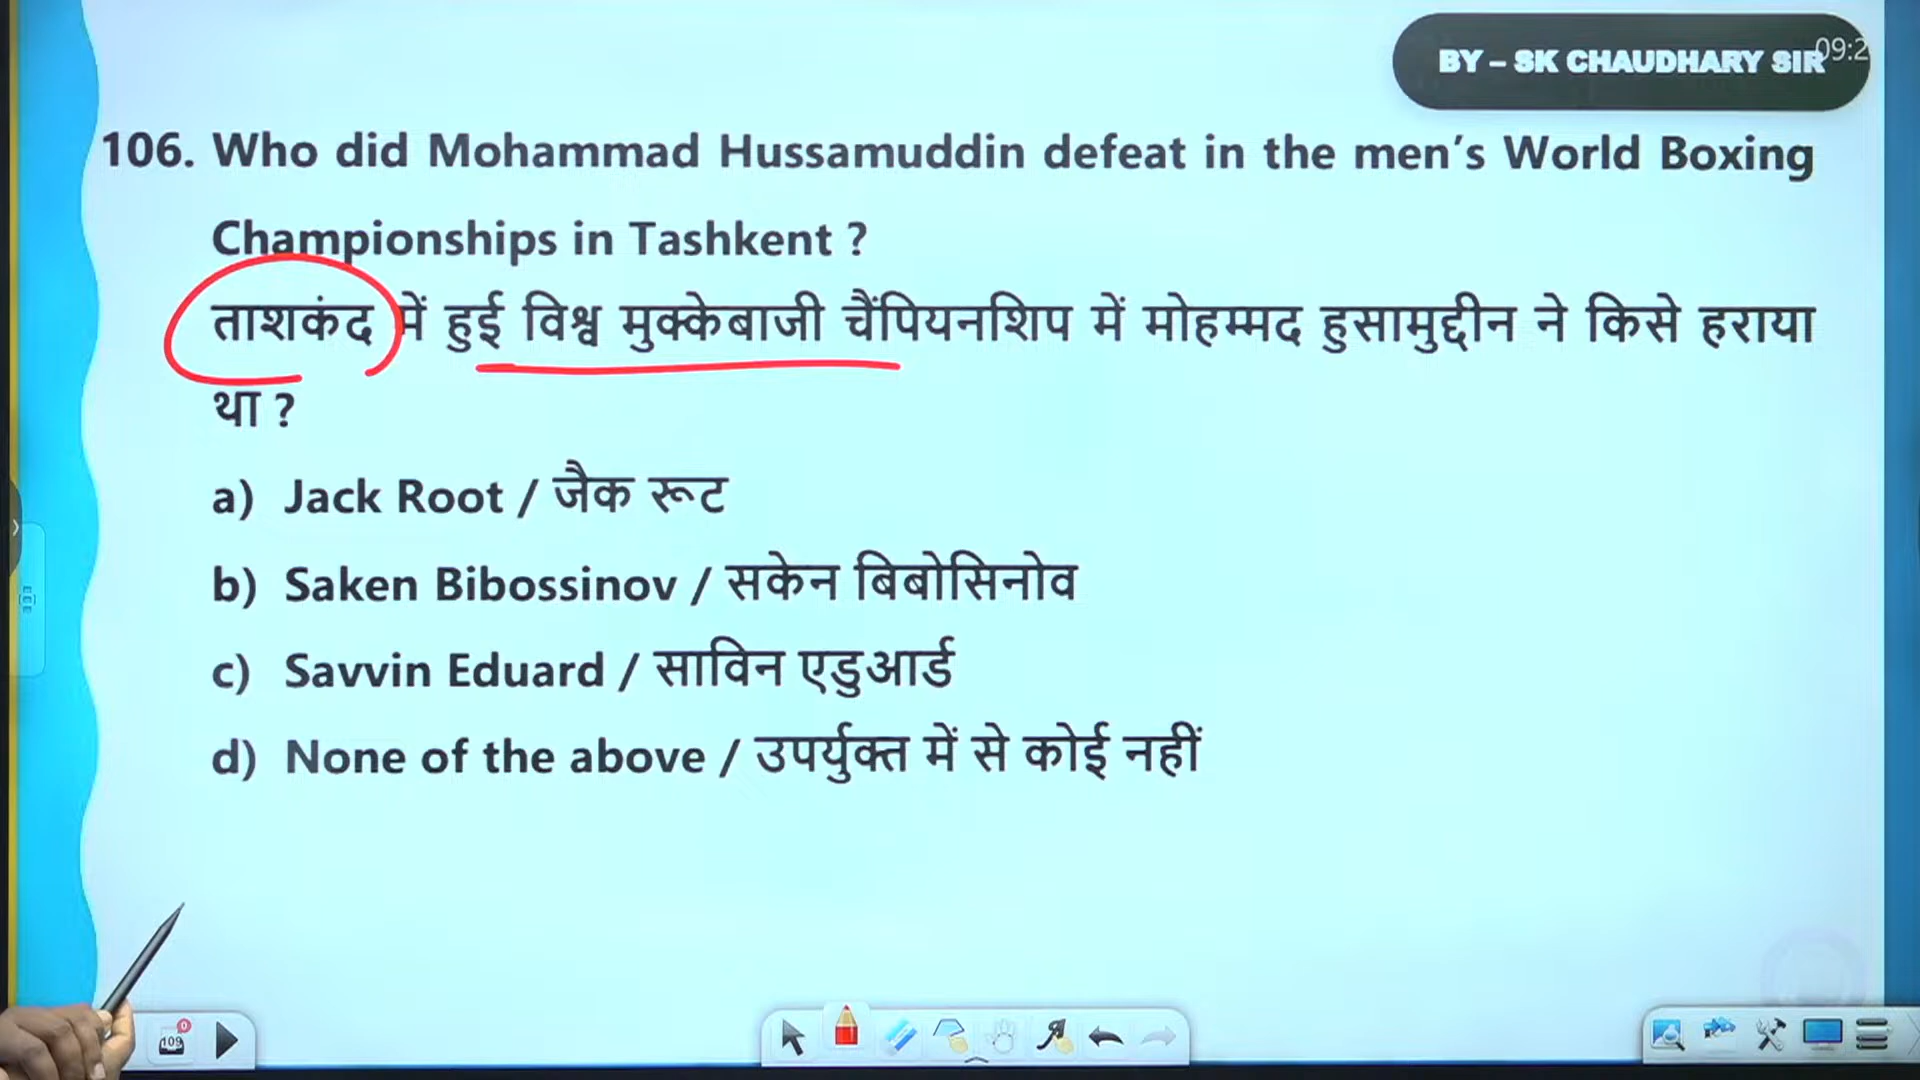 BY – SK CHAUDHARY SIR
09:2
106. Who did Mohammad Hussamuddin defeat in the men’s World Boxing
Championships in Tashkent ?
ताशकंद में हुई विश्व मुक्केबाजी चैंपियनशिप में मोहम्मद हुसामुद्दीन ने किसे हराया
था ?
a) Jack Root / जैक रूट
b) Saken Bibossinov / सकेन बिबोसिनोव
c) Savvin Eduard / साविन एडुआर्ड
d) None of the above / उपर्युक्त में से कोई नहीं
0
109